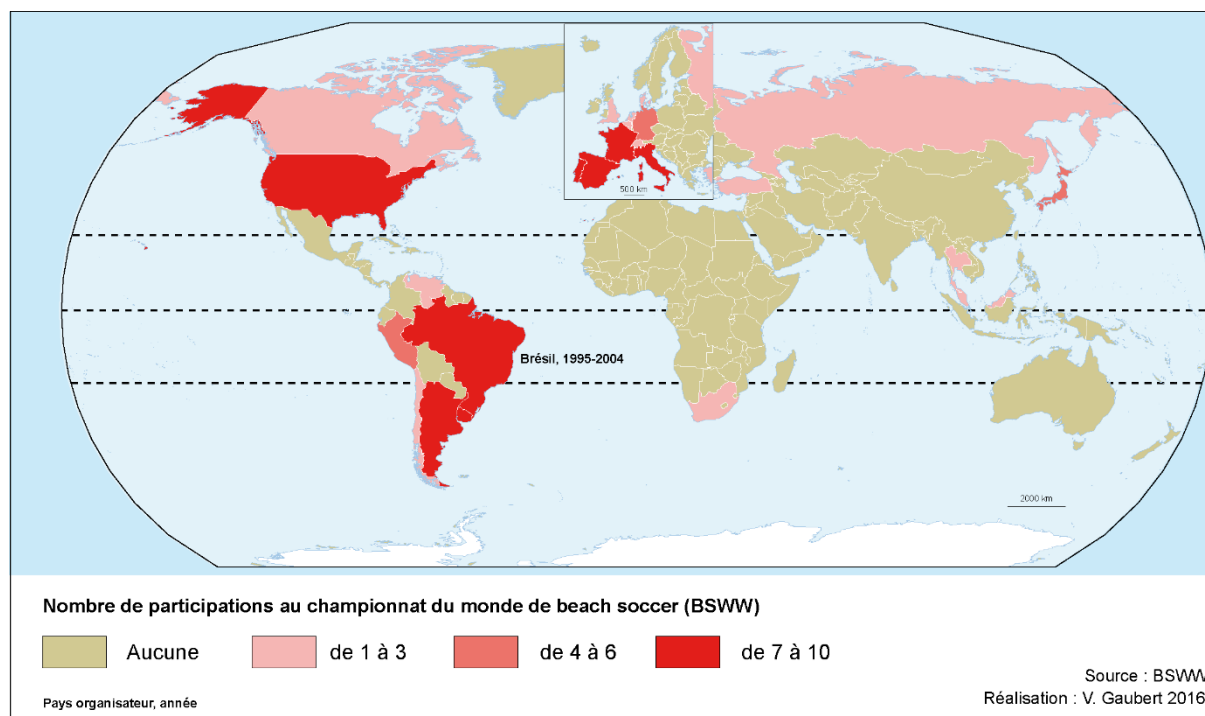 500 km
Brésil, 1995-2004
2000 km
Nombre de participations au championnat du monde de beach soccer (BSWW)
Aucune
de 1 à 3
de 4 à 6
de 7 à 10
Pays organisateur, année
Source : BSWW
Réalisation : V. Gaubert 2016